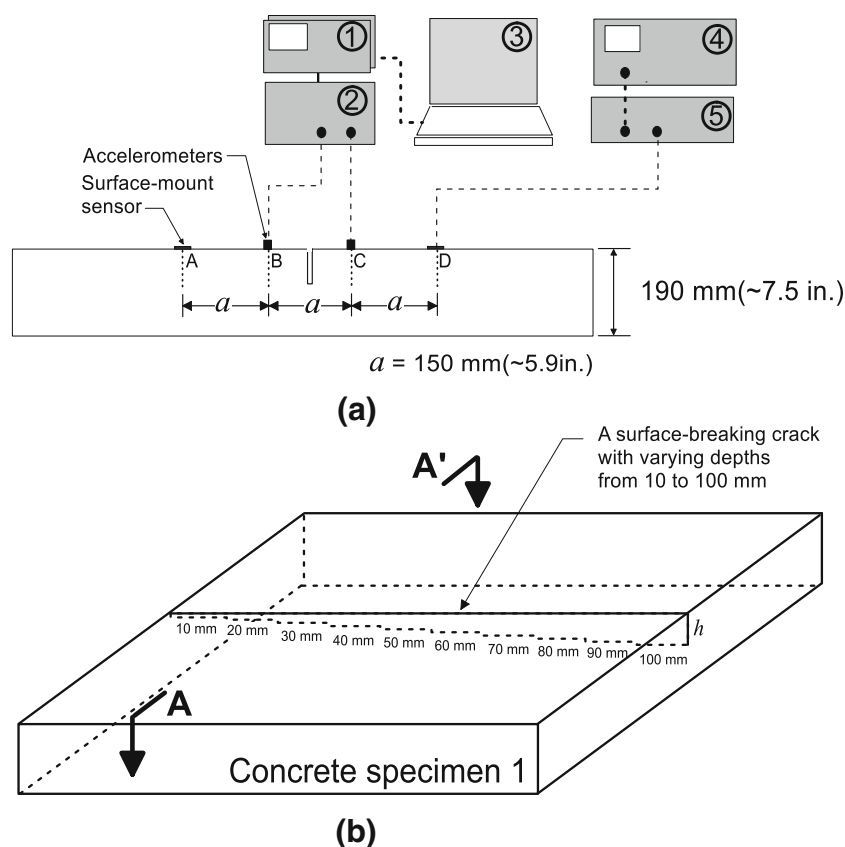 ①
②
③
④
⑤
Accelerometers
Surface-mount
sensor
A
B
C
D
a
a
a
190 mm(~7.5 in.)
a = 150 mm(~5.9in.)
(a)
A surface-breaking crack
with varying depths
from 10 to 100 mm
A'
10 mm
20 mm
30 mm
40 mm
50 mm
60 mm
70 mm
80 mm
90 mm
100 mm
h
A
Concrete specimen 1
(b)